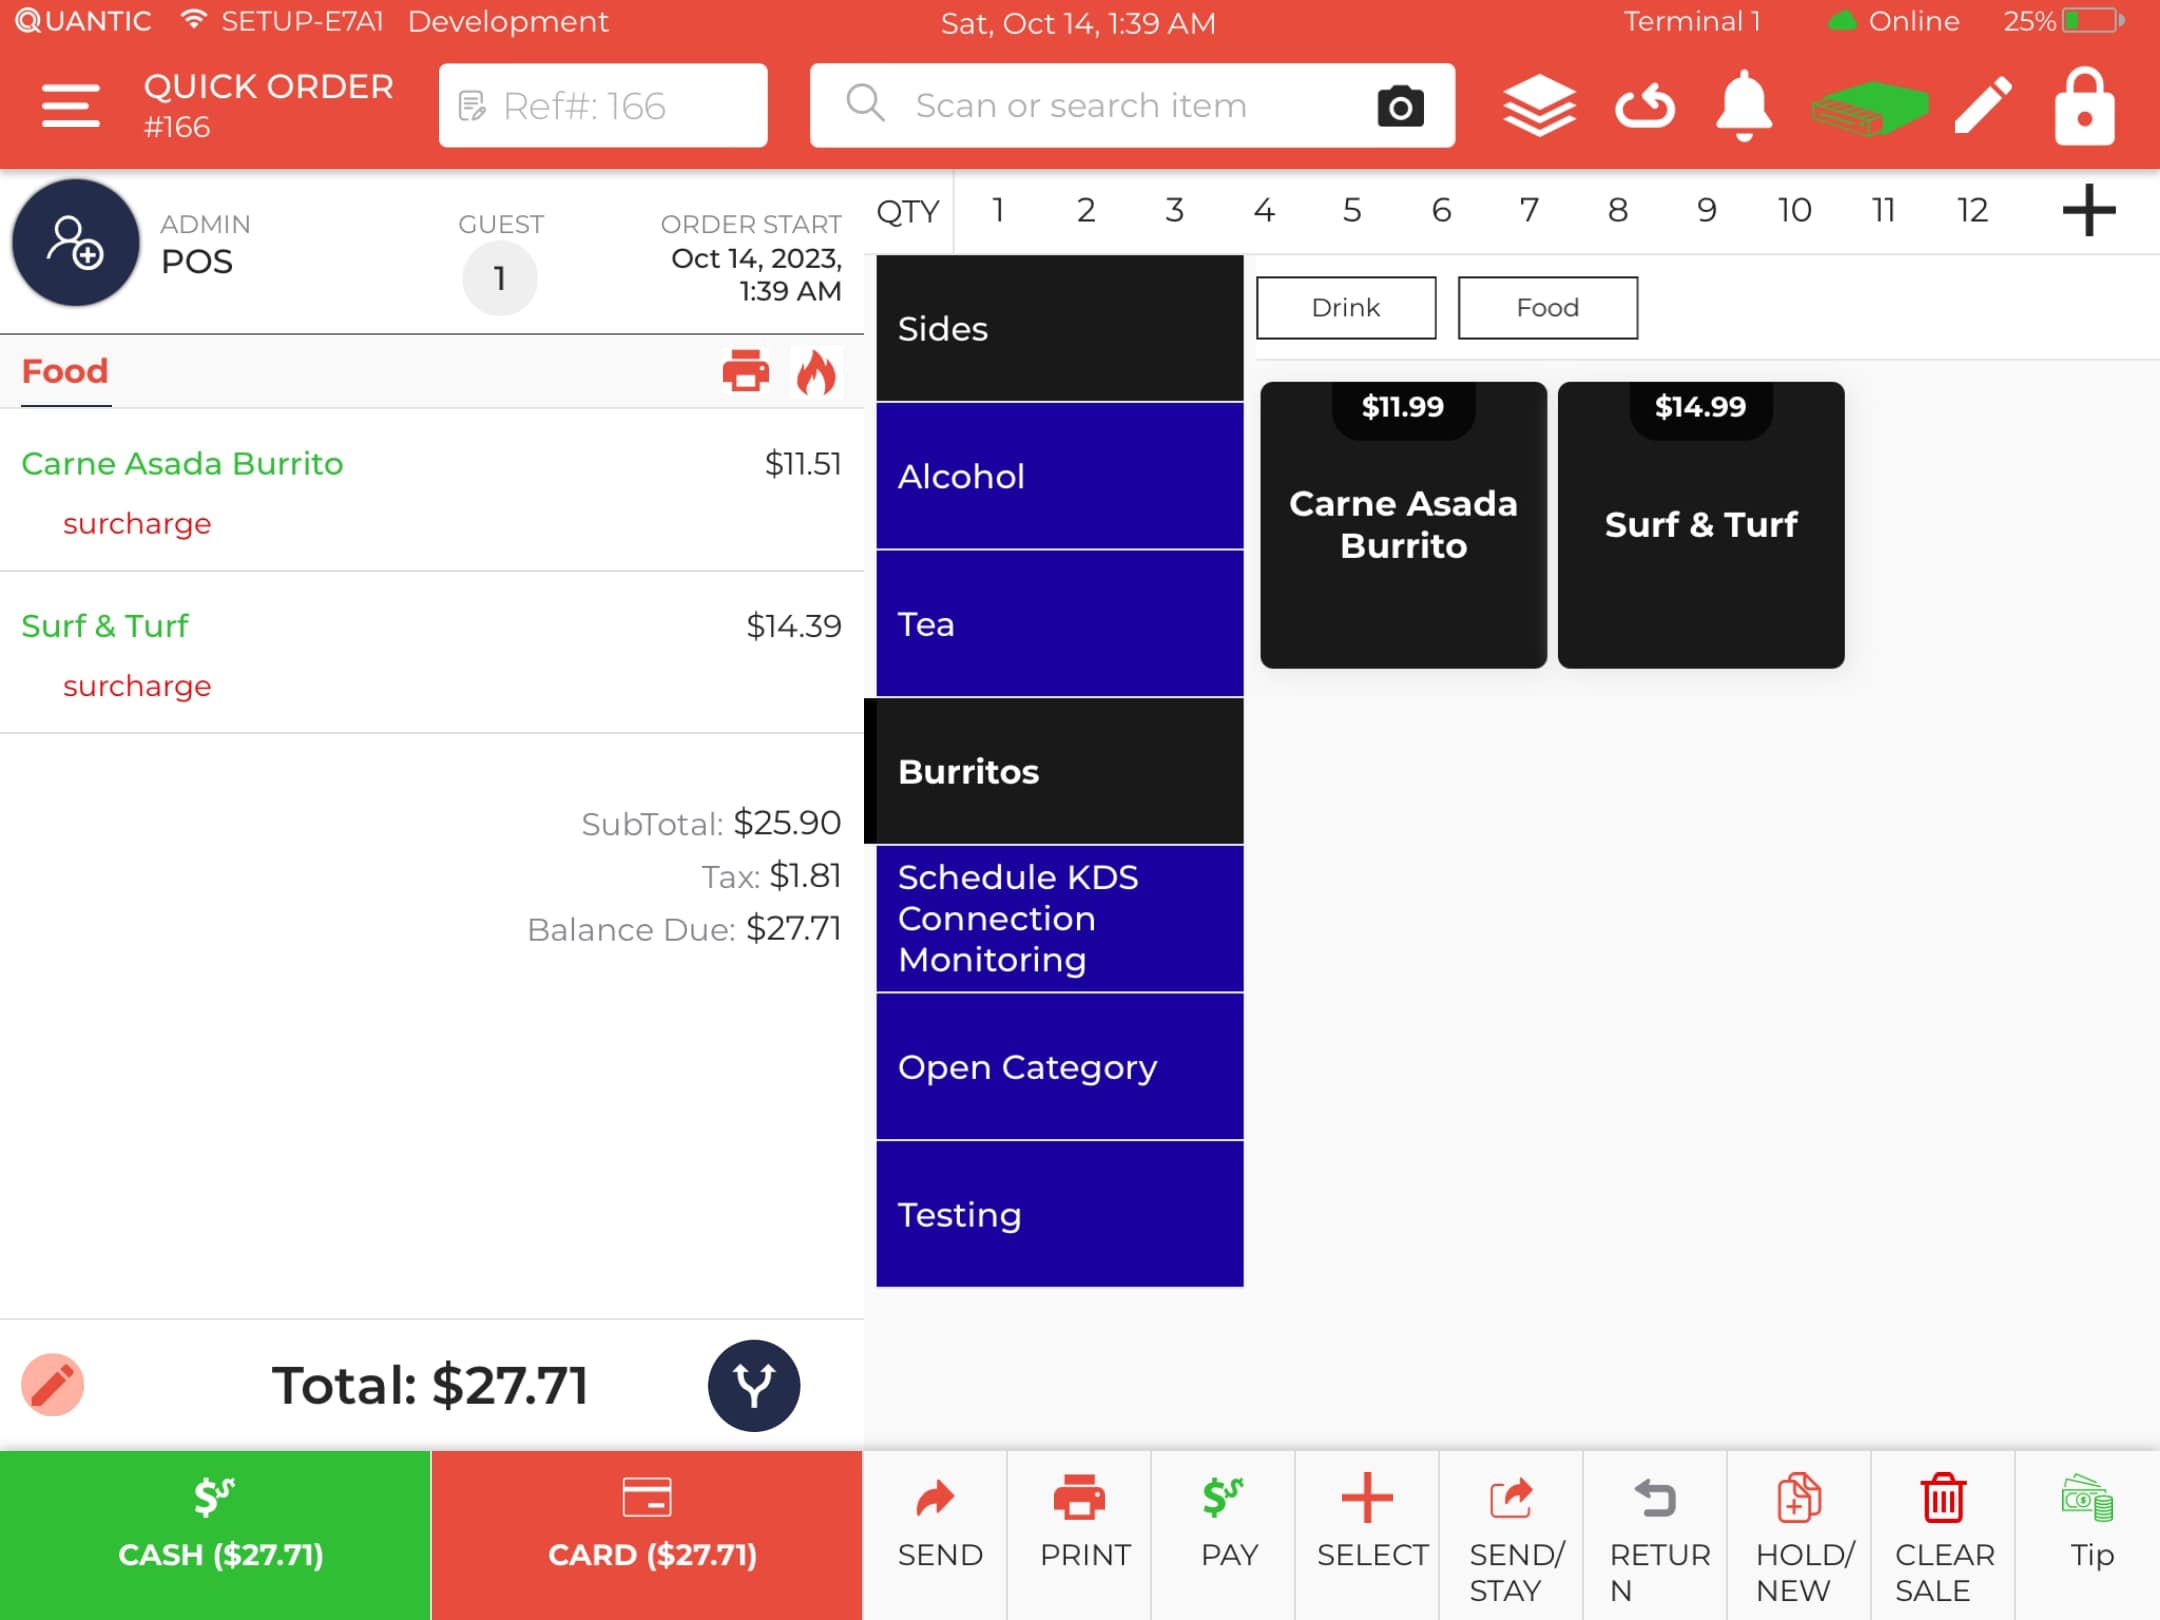 QUANTIC SETUP-E7A1 Development Sat, Oct 14, 1:39 AM Terminal 1 Online 25%
QUICK ORDER
#166
Ref#: 166
Scan or search item
ADMIN
POS
GUEST
1
ORDER START
Oct 14, 2023,
1:39 AM
Food
Carne Asada Burrito $11.51
surcharge
Surf & Turf $14.39
surcharge
SubTotal: $25.90
Tax: $1.81
Balance Due: $27.71
Total: $27.71
CASH ($27.71)
CARD ($27.71)
QTY 1 2 3 4 5 6 7 8 9 10 11 12
Sides
Alcohol
Tea
Burritos
Schedule KDS
Connection
Monitoring
Open Category
Testing
Drink
Food
$11.99
Carne Asada
Burrito
$14.99
Surf & Turf
SEND
PRINT
PAY
SELECT
SEND/
STAY
RETUR
N
HOLD/
NEW
CLEAR
SALE
Tip